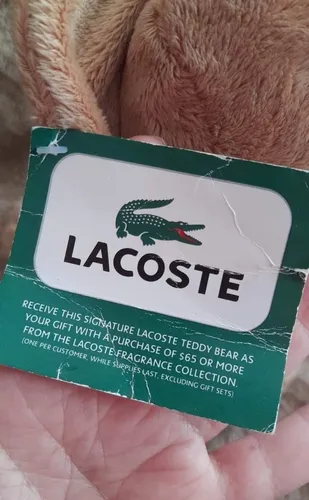 LACOSTE
RECEIVE THIS SIGNATURE LACOSTE TEDDY BEAR AS
YOUR GIFT WITH A PURCHASE OF $65 OR MORE
FROM THE LACOSTE FRAGRANCE COLLECTION.
(ONE PER CUSTOMER, WHILE SUPPLIES LAST, EXCLUDING GIFT SETS)